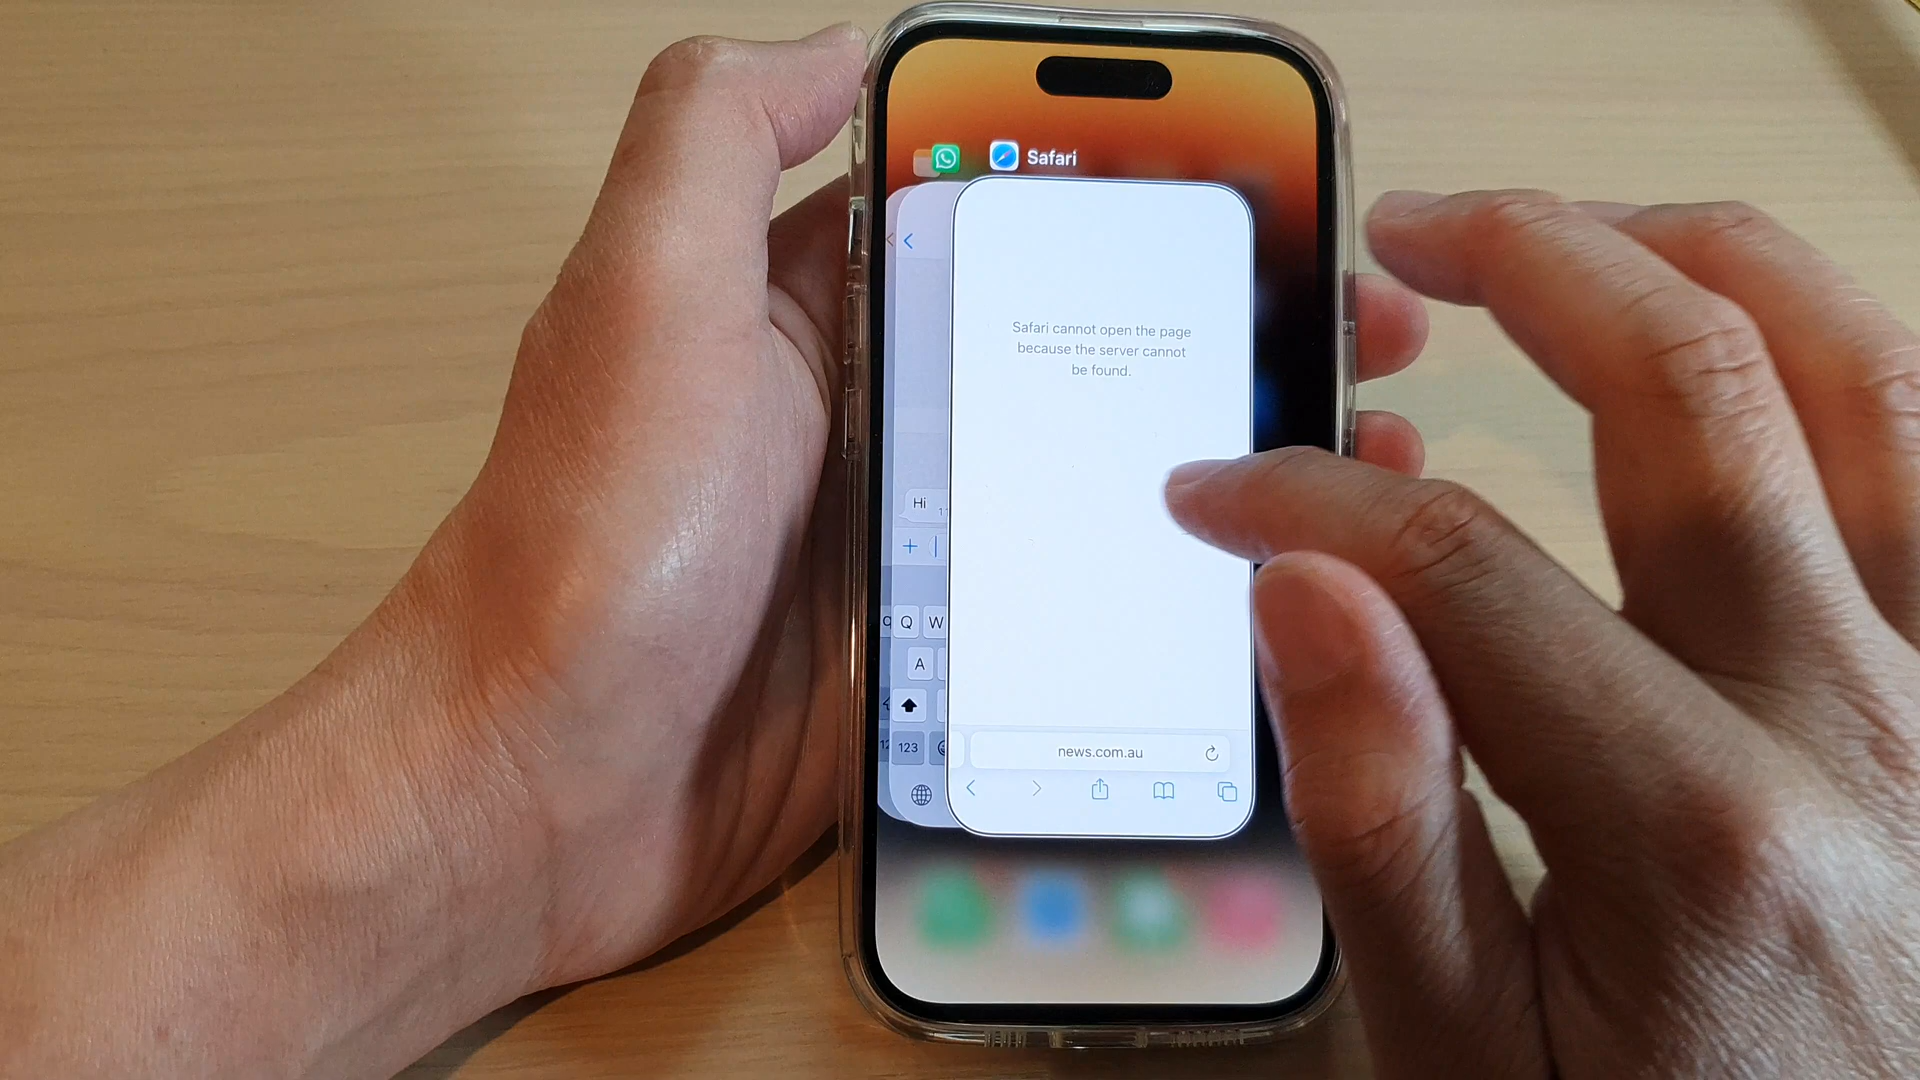 Safari
Safari cannot open the page
because the server cannot
be found.
Hi
Q W
A
123
news.com.au